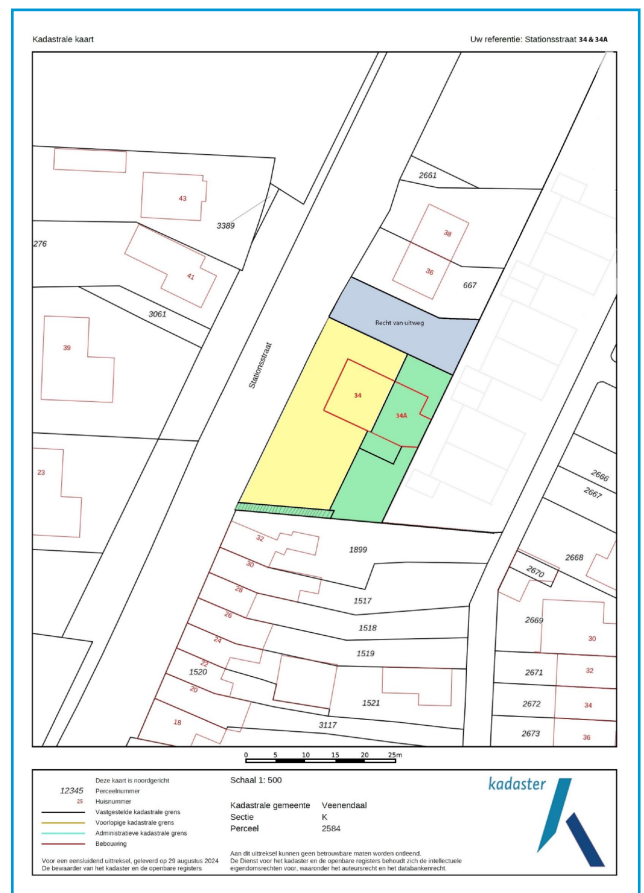 Kadastrale kaart
Uw referentie: Stationsstraat 34 & 34A
2661
43
38
3389
276
41
36
667
3061
Recht van uitweg
39
Stationsstraat
34
34A
23
2666
2667
32
1899
2668
30
2670
28
1517
26
1518
2669
30
24
1519
22
1520
2671
32
20
1521
2672
34
18
3117
2673
36
0 5 10 15 20 25m
Deze kaart is noordgericht
12345 Perceelnummer
25 Huisnummer
Vastgestelde kadastrale grens
Voorlopige kadastrale grens
Administratieve kadastrale grens
Bebouwing
Voor een eensluidend uittreksel, geleverd op 29 augustus 2024
De bewaarder van het kadaster en de openbare registers
Schaal 1: 500
Kadastrale gemeente Veenendaal
Sectie K
Perceel 2584
Aan dit uittreksel kunnen geen betrouwbare maten worden ontleend.
De Dienst voor het kadaster en de openbare registers behoudt zich de intellectuele
eigendomsrechten voor, waaronder het auteursrecht en het databankenrecht.
kadaster